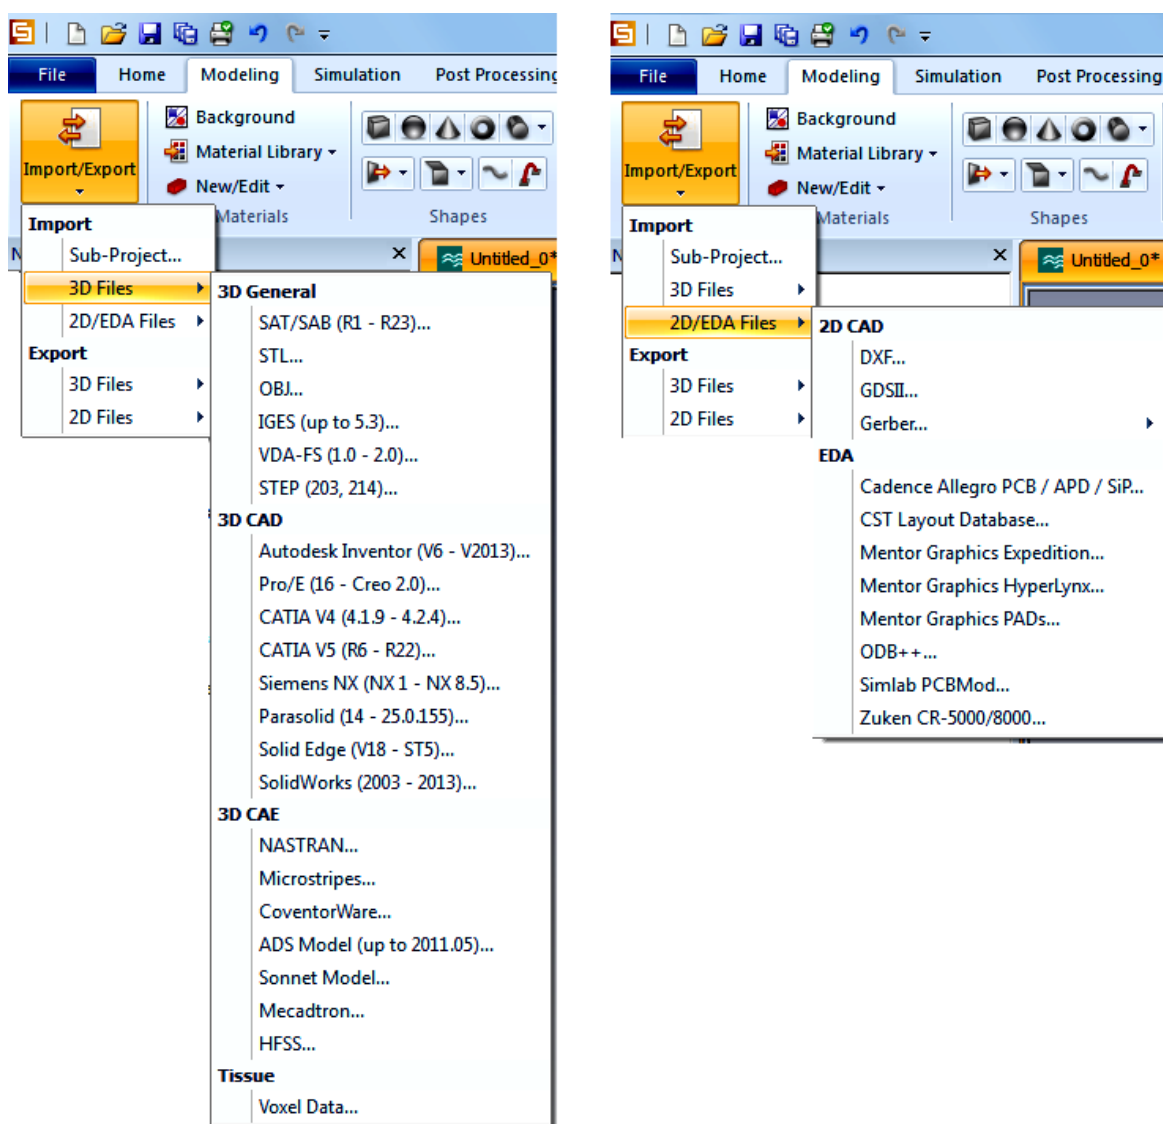 File Home Modeling Simulation Post Processing
Import/Export
Background
Material Library
New/Edit
Materials
Shapes
Import
Sub-Project...
Untitled_0*
3D Files
2D/EDA Files
Export
3D Files
2D Files
3D General
SAT/SAB (R1 - R23)...
STL...
OBJ...
IGES (up to 5.3)...
VDA-FS (1.0 - 2.0)...
STEP (203, 214)...
3D CAD
Autodesk Inventor (V6 - V2013)...
Pro/E (16 - Creo 2.0)...
CATIA V4 (4.1.9 - 4.2.4)...
CATIA V5 (R6 - R22)...
Siemens NX (NX 1 - NX 8.5)...
Parasolid (14 - 25.0.155)...
Solid Edge (V18 - ST5)...
SolidWorks (2003 - 2013)...
3D CAE
NASTRAN...
Microstripes...
CoventorWare...
ADS Model (up to 2011.05)...
Sonnet Model...
Mecadtron...
HFSS...
Tissue
Voxel Data...
File Home Modeling Simulation Post Processing
Import/Export
Background
Material Library
New/Edit
Materials
Shapes
Import
Sub-Project...
Untitled_0*
3D Files
2D/EDA Files
Export
3D Files
2D Files
2D CAD
DXF...
GDSII...
Gerber...
EDA
Cadence Allegro PCB / APD / SiP...
CST Layout Database...
Mentor Graphics Expedition...
Mentor Graphics HyperLynx...
Mentor Graphics PADs...
ODB++...
Simlab PCBMod...
Zuken CR-5000/8000...